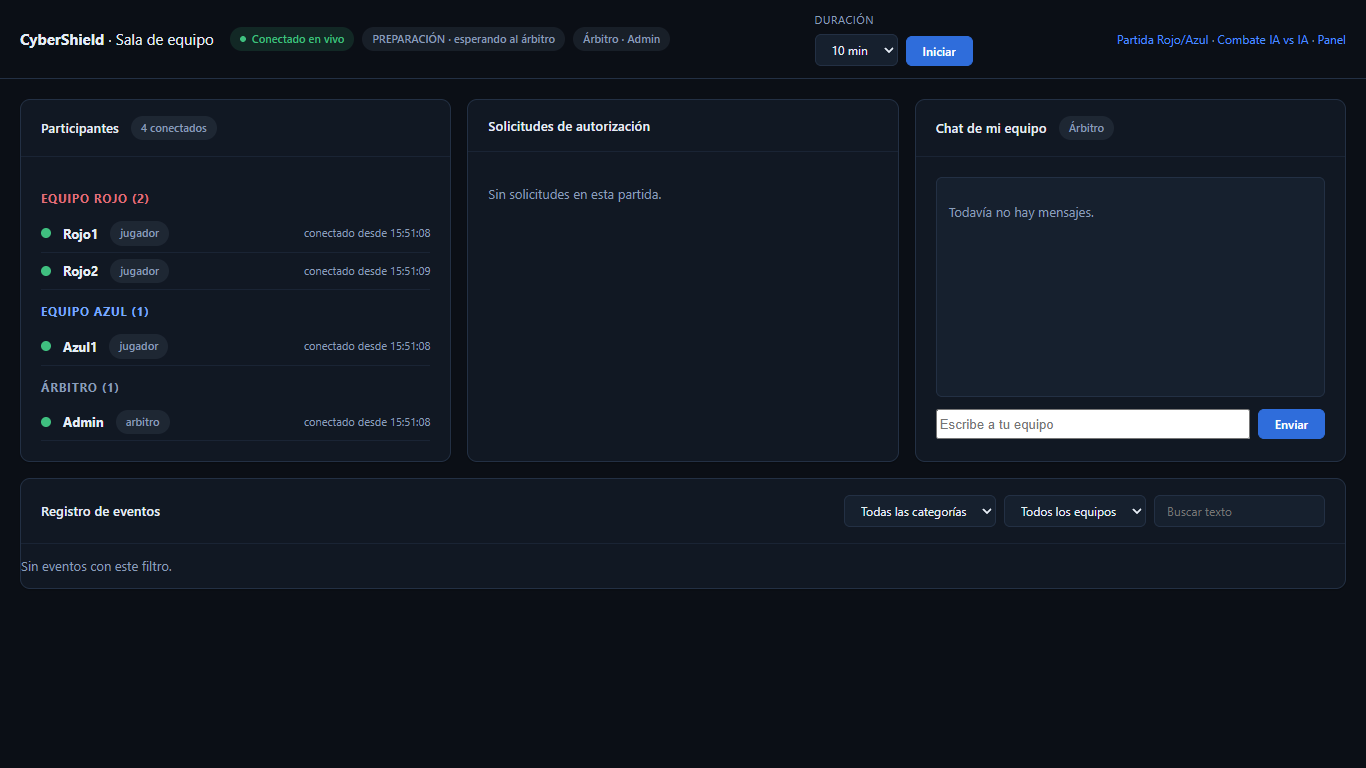 CyberShield · Sala de equipo
Conectado en vivo
PREPARACIÓN · esperando al árbitro
Árbitro · Admin
DURACIÓN
10 min
Iniciar
Partida Rojo/Azul · Combate IA vs IA · Panel
Participantes
4 conectados
EQUIPO ROJO (2)
Rojo1 jugador conectado desde 15:51:08
Rojo2 jugador conectado desde 15:51:09
EQUIPO AZUL (1)
Azul1 jugador conectado desde 15:51:08
ÁRBITRO (1)
Admin arbitro conectado desde 15:51:08
Solicitudes de autorización
Sin solicitudes en esta partida.
Chat de mi equipo
Árbitro
Todavía no hay mensajes.
Escribe a tu equipo
Enviar
Registro de eventos
Todas las categorías
Todos los equipos
Buscar texto
Sin eventos con este filtro.